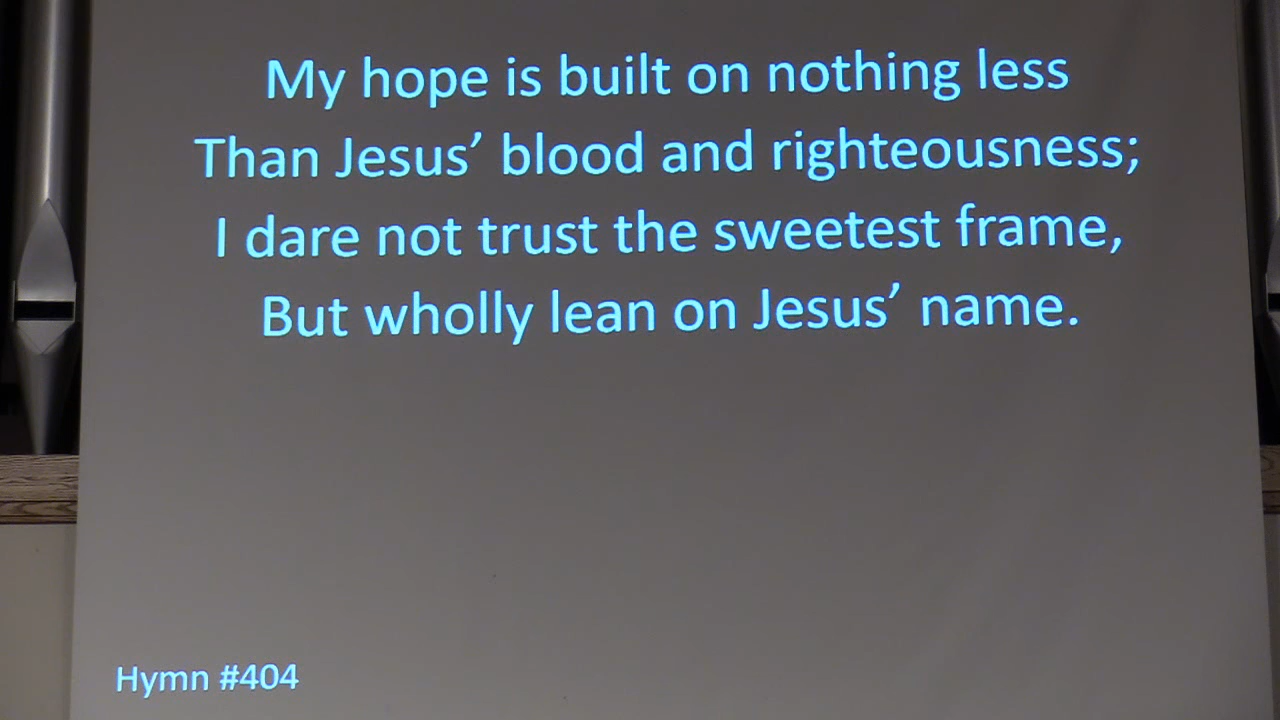 My hope is built on nothing less
Than Jesus’ blood and righteousness;
I dare not trust the sweetest frame,
But wholly lean on Jesus’ name.
Hymn #404